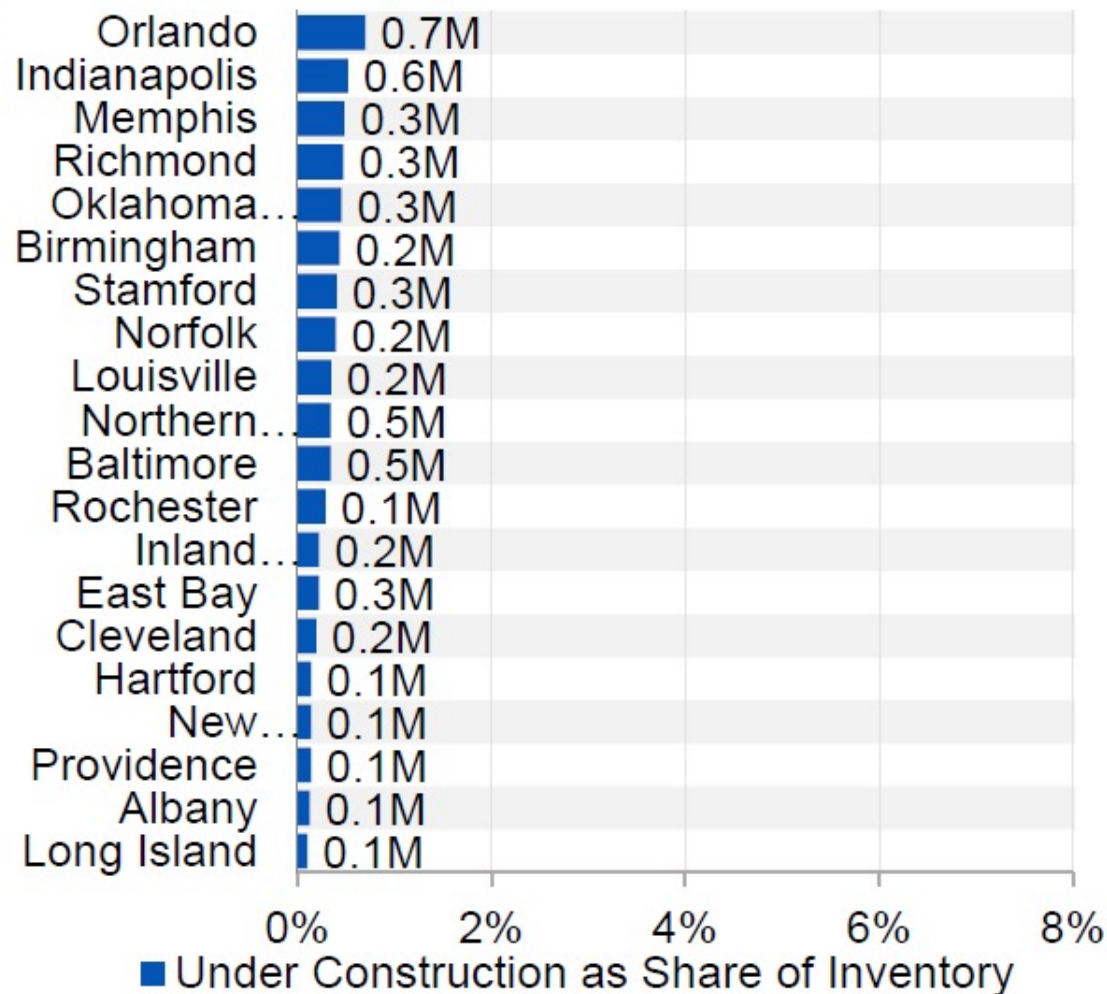 Orlando 0.7M
Indianapolis 0.6M
Memphis 0.3M
Richmond 0.3M
Oklahoma... 0.3M
Birmingham 0.2M
Stamford 0.3M
Norfolk 0.2M
Louisville 0.2M
Northern... 0.5M
Baltimore 0.5M
Rochester 0.1M
Inland... 0.2M
East Bay 0.3M
Cleveland 0.2M
Hartford 0.1M
New... 0.1M
Providence 0.1M
Albany 0.1M
Long Island 0.1M
0% 2% 4% 6% 8%
Under Construction as Share of Inventory